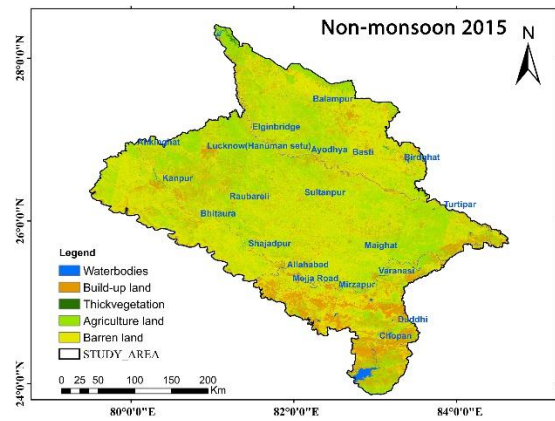 Non-monsoon 2015
N
28°0'0"N
26°0'0"N
24°0'0"N
Balampur
Elginbridge
Lucknow(Hanuman setu)
Ayodhya
Basti
Birdghat
Kanpur
Raubareli
Sultanpur
Bhitaura
Turtipar
Shajadpur
Maighat
Allahabad
Varanasi
Meija Road
Mirzapur
Duddhi
Chopan
Legend
Waterbodies
Build-up land
Thickvegetation
Agriculture land
Barren land
STUDY_AREA
0 25 50 100 150 200
Km
80°0'0"E
82°0'0"E
84°0'0"E